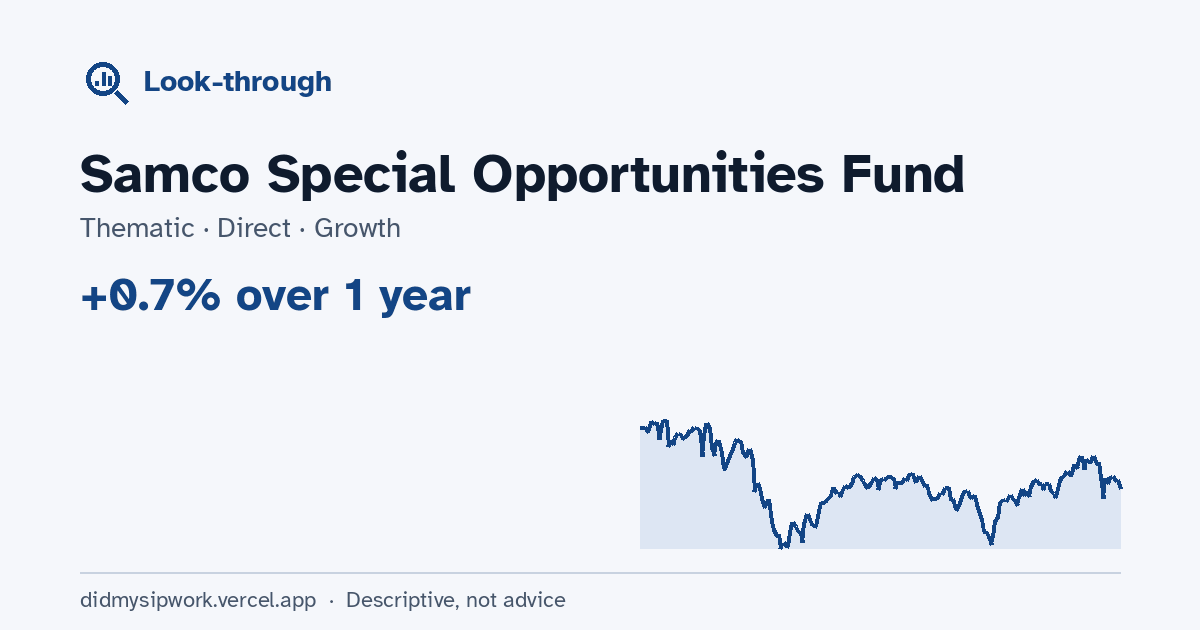 Look-through
Samco Special Opportunities Fund
Thematic · Direct · Growth
+0.7% over 1 year
didmysipwork.vercel.app · Descriptive, not advice